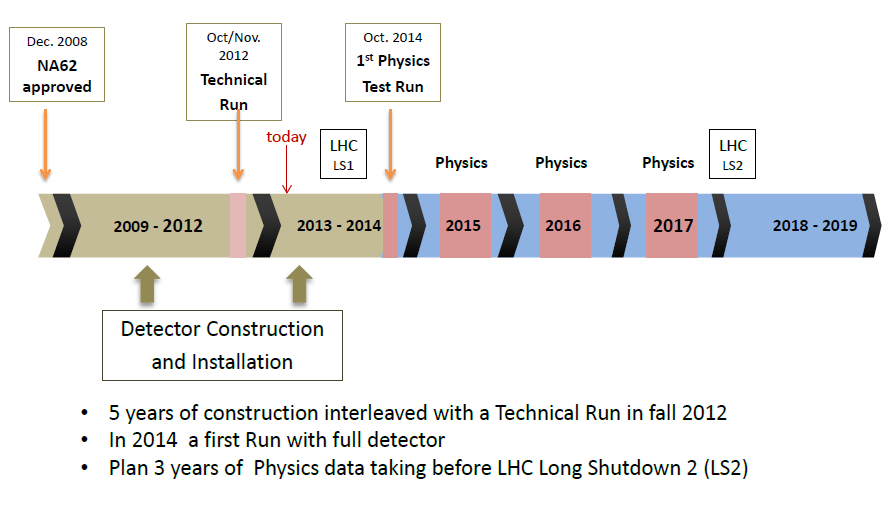 Dec. 2008
NA62
approved
Oct/Nov.
2012
Technical
Run
Oct. 2014
1st Physics
Test Run
today
LHC
LS1
Physics
Physics
Physics
LHC
LS2
2009 - 2012
2013 - 2014
2015
2016
2017
2018 - 2019
Detector Construction
and Installation
• 5 years of construction interleaved with a Technical Run in fall 2012
• In 2014 a first Run with full detector
• Plan 3 years of Physics data taking before LHC Long Shutdown 2 (LS2)